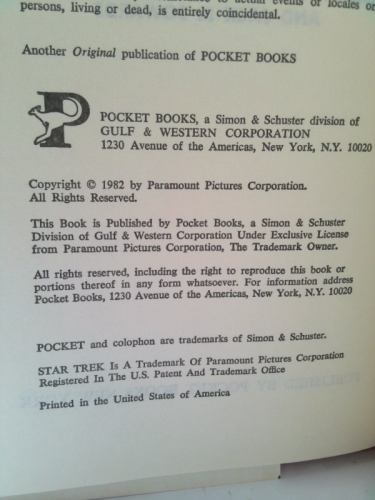 to actual events or locales or
persons, living or dead, is entirely coincidental.
Another Original publication of POCKET BOOKS
P
POCKET BOOKS, a Simon & Schuster division of
GULF & WESTERN CORPORATION
1230 Avenue of the Americas, New York, N.Y. 10020
Copyright © 1982 by Paramount Pictures Corporation.
All Rights Reserved.
This Book is Published by Pocket Books, a Simon & Schuster
Division of Gulf & Western Corporation Under Exclusive License
from Paramount Pictures Corporation, The Trademark Owner.
All rights reserved, including the right to reproduce this book or
portions thereof in any form whatsoever. For information address
Pocket Books, 1230 Avenue of the Americas, New York, N.Y. 10020
POCKET and colophon are trademarks of Simon & Schuster.
STAR TREK Is A Trademark Of Paramount Pictures Corporation
Registered In The U.S. Patent And Trademark Office
Printed in the United States of America